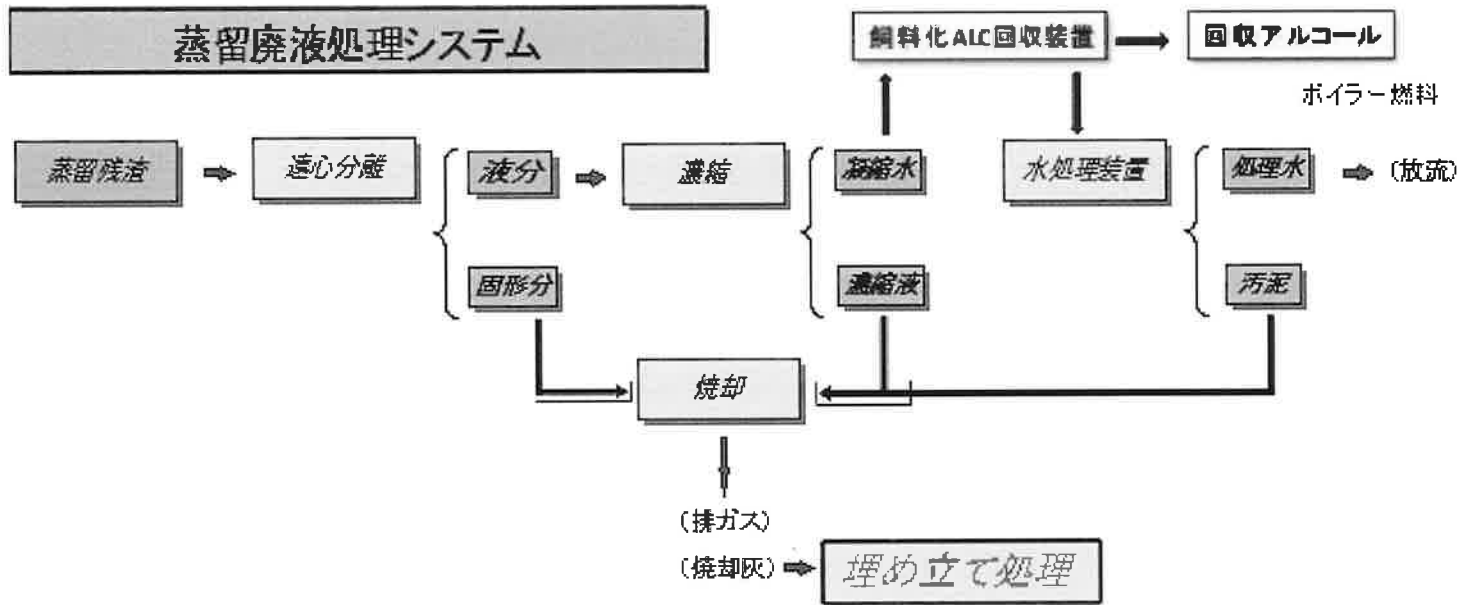 蒸留廃液処理システム
飼料化ALC回収装置
回収アルコール
ボイラー燃料
蒸留残渣
遠心分離
液分
濃縮
凝縮水
水処理装置
処理水
(放流)
固形分
濃縮液
汚泥
焼却
(排ガス)
(焼却灰)
埋め立て処理